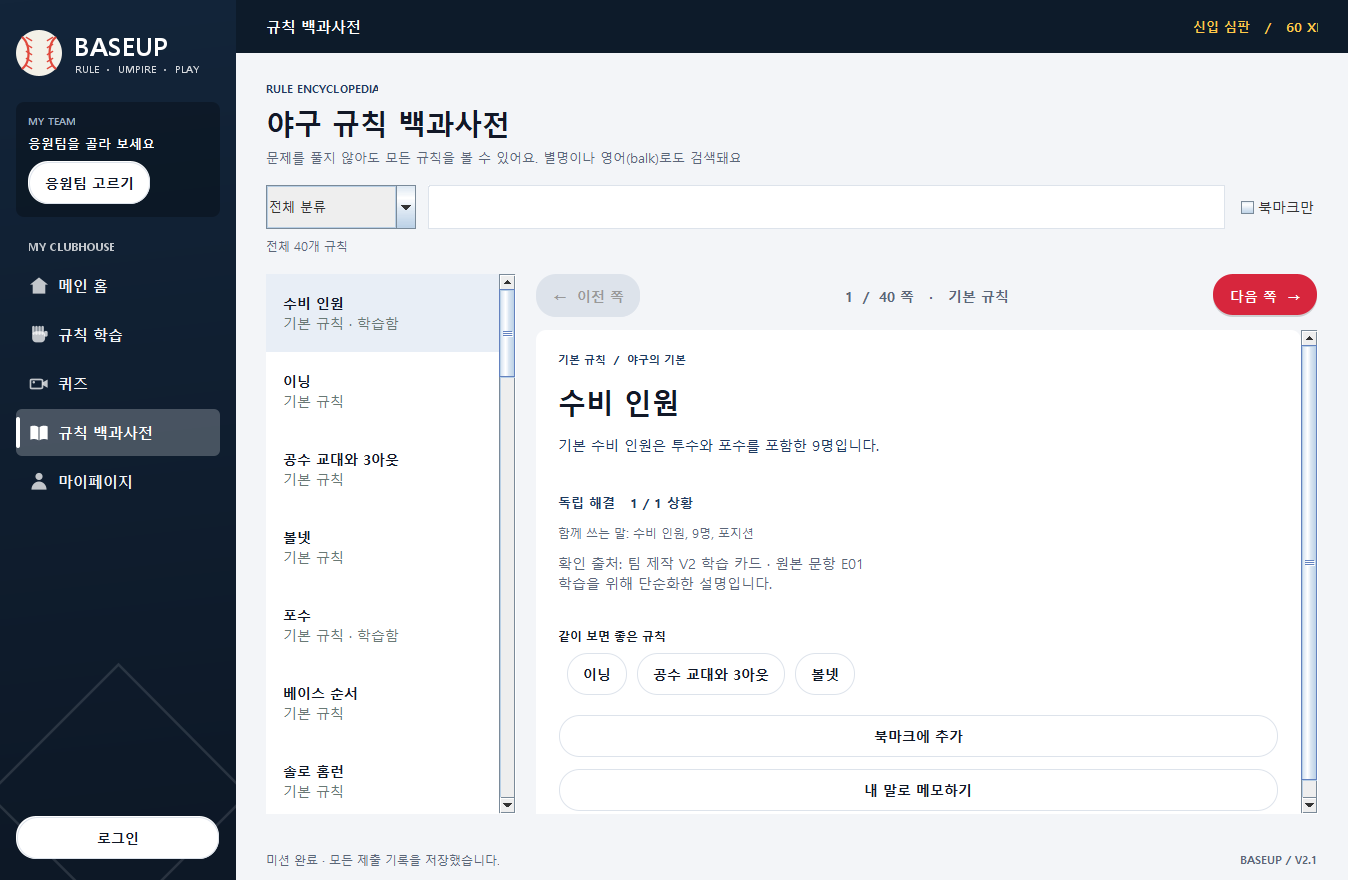 BASEUP
RULE · UMPIRE · PLAY
MY TEAM
응원팀을 골라 보세요
응원팀 고르기
MY CLUBHOUSE
메인 홈
규칙 학습
퀴즈
규칙 백과사전
마이페이지
로그인
규칙 백과사전
신입 심판 / 60 X
RULE ENCYCLOPEDIA
야구 규칙 백과사전
문제를 풀지 않아도 모든 규칙을 볼 수 있어요. 별명이나 영어(balk)로도 검색돼요
전체 분류
북마크만
전체 40개 규칙
수비 인원
기본 규칙 · 학습함
이닝
기본 규칙
공수 교대와 3아웃
기본 규칙
볼넷
기본 규칙
포수
기본 규칙 · 학습함
베이스 순서
기본 규칙
솔로 홈런
기본 규칙
← 이전 쪽
1 / 40 쪽 · 기본 규칙
다음 쪽 →
기본 규칙 / 야구의 기본
수비 인원
기본 수비 인원은 투수와 포수를 포함한 9명입니다.
독립 해결 1 / 1 상황
함께 쓰는 말: 수비 인원, 9명, 포지션
확인 출처: 팀 제작 V2 학습 카드 · 원본 문항 E01
학습을 위해 단순화한 설명입니다.
같이 보면 좋은 규칙
이닝
공수 교대와 3아웃
볼넷
북마크에 추가
내 말로 메모하기
미션 완료 · 모든 제출 기록을 저장했습니다.
BASEUP / V2.1